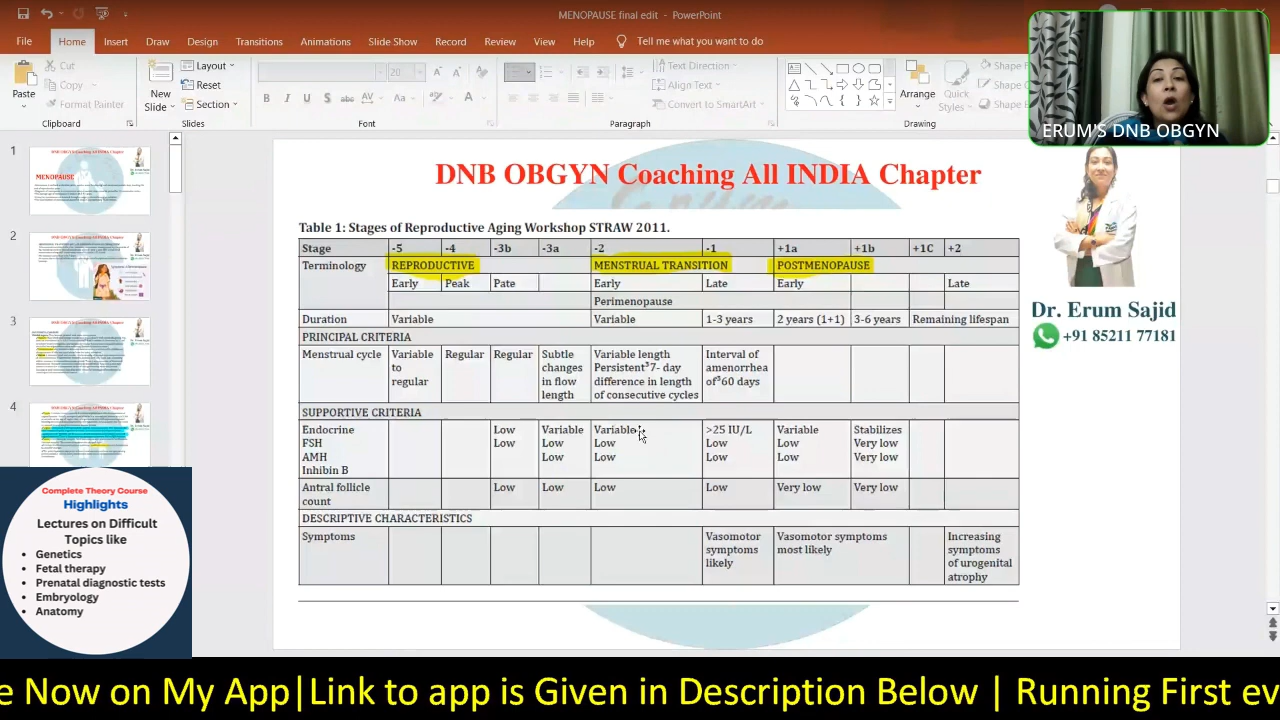 MENOPAUSE final edit - PowerPoint
File Home Insert Draw Design Transitions Animations Slide Show Record Review View Help Tell me what you want to do
Paste
Cut
Copy
Format Painter
Clipboard
New
Slide
Layout
Reset
Section
Slides
20
Font
Text Direction
Align Text
Convert to SmartArt
Paragraph
Arrange
Quick
Styles
Shape
Shape
Drawing
ERUM'S DNB OBGYN
1
MENOPAUSE
2
3
4
DNB OBGYN Coaching All INDIA Chapter
Table 1: Stages of Reproductive Aging Workshop STRAW 2011.
Stage -5 -4 -3b -3a -2 -1 +1a +1b +1C +2
Terminology REPRODUCTIVE MENSTRUAL TRANSITION POSTMENOPAUSE
Early Peak Pate Early Late Early Late
Perimenopause
Duration Variable Variable 1-3 years 3-6 years Remaining lifespan
PRINCIPAL CRITERIA
Menstrual cycle Variable Regular Regular Variable length Interval of
to Persistent³7- day amenorrhea
regular in flow difference in length of³60 days
length of consecutive cycles
SUPPORTIVE CRITERIA
Endocrine Low Variable Variable >25 IU/L Variable Stabilizes
FSH Low Low Low Low Low Very low
AMH Low Low Low Low Very low
Inhibin B
Antral follicle Low Low Low Low Very low Very low
count
DESCRIPTIVE CHARACTERISTICS
Symptoms Vasomotor Vasomotor symptoms Increasing
symptoms most likely symptoms
likely of urogenital
atrophy
Dr. Erum Sajid
+91 85211 77181
Complete Theory Course
Highlights
Lectures on Difficult
Topics like
Genetics
Fetal therapy
Prenatal diagnostic tests
Embryology
Anatomy
e Now on My App|Link to app is Given in Description Below | Running First ev